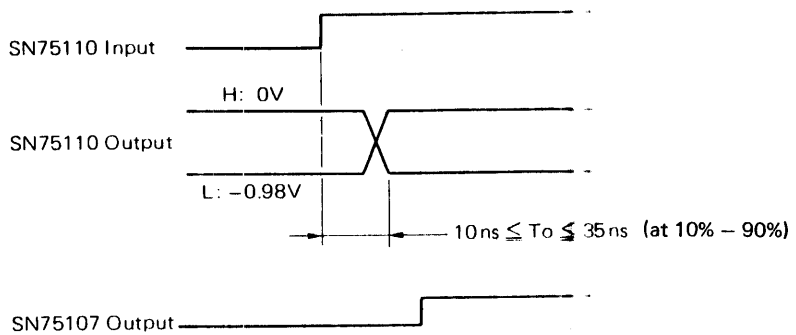 SN75110 Input
H: 0V
SN75110 Output
L: −0.98V
10ns ≦ To ≦ 35ns (at 10% − 90%)
SN75107 Output